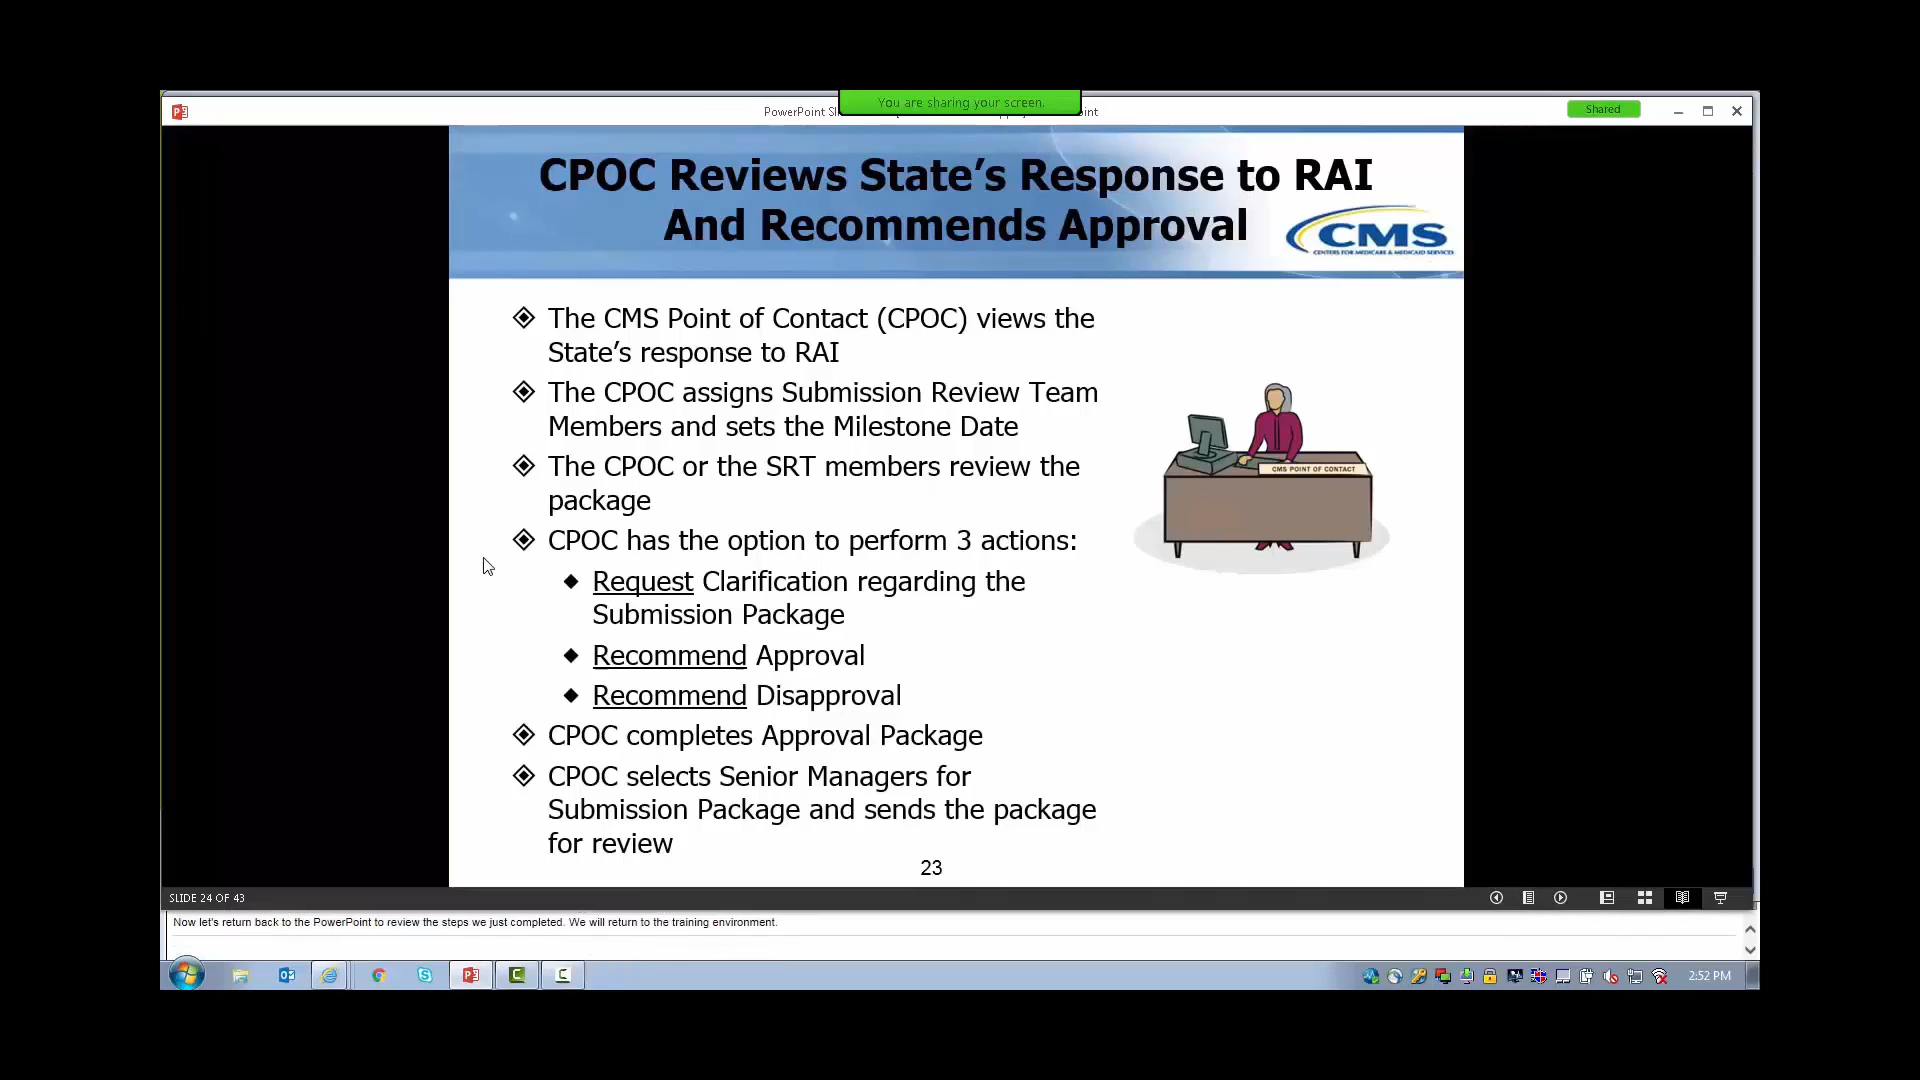 You are sharing your screen.
PowerPoint Sli
int
Shared
CPOC Reviews State's Response to RAI
And Recommends Approval
CMS
CENTERS FOR MEDICARE & MEDICAID SERVICES
The CMS Point of Contact (CPOC) views the
State's response to RAI
The CPOC assigns Submission Review Team
Members and sets the Milestone Date
The CPOC or the SRT members review the
package
CPOC has the option to perform 3 actions:
Request Clarification regarding the
Submission Package
Recommend Approval
Recommend Disapproval
CPOC completes Approval Package
CPOC selects Senior Managers for
Submission Package and sends the package
for review
CMS POINT OF CONTACT
23
SLIDE 24 OF 43
Now let's return back to the PowerPoint to review the steps we just completed. We will return to the training environment.
2:52 PM